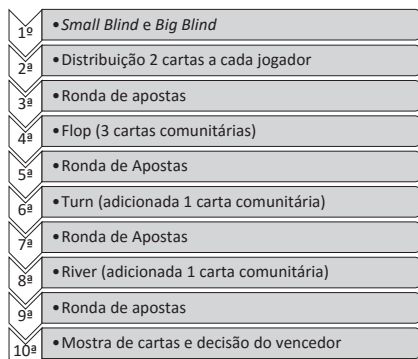 1º • Small Blind e Big Blind
2ª • Distribuição 2 cartas a cada jogador
3ª • Ronda de apostas
4ª • Flop (3 cartas comunitárias)
5ª • Ronda de Apostas
6ª • Turn (adicionada 1 carta comunitária)
7ª • Ronda de Apostas
8ª • River (adicionada 1 carta comunitária)
9ª • Ronda de apostas
10ª • Mostra de cartas e decisão do vencedor